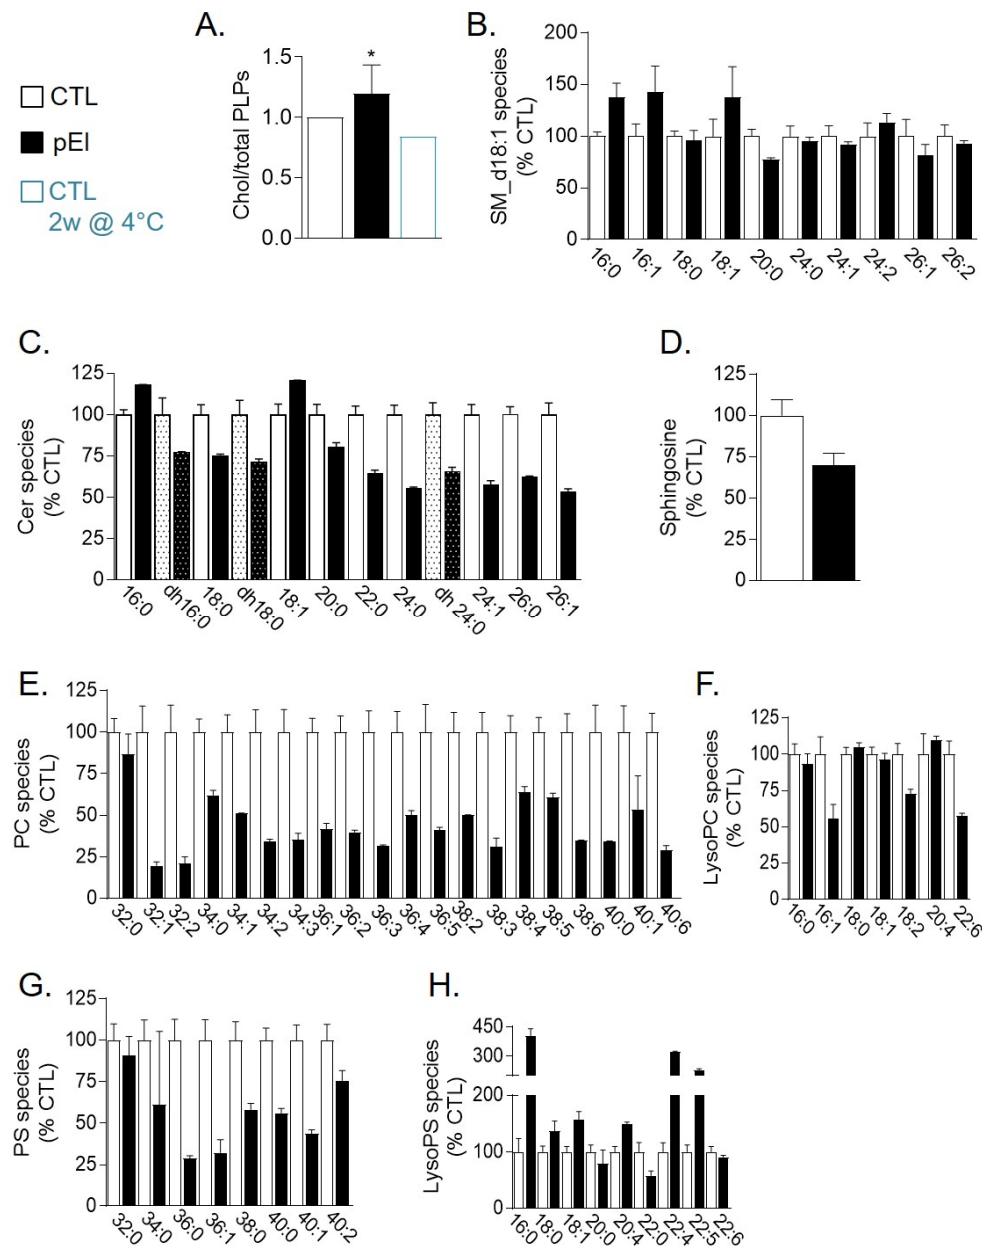 CTL
pEI
CTL
2w @ 4°C
A.
Chol/total PLPs
1.5
1.0
0.5
0.0
*
B.
SM_d18:1 species
(% CTL)
200
150
100
50
0
16:0 16:1 18:0 18:1 20:0 24:0 24:1 24:2 26:1 26:2
C.
Cer species
(% CTL)
125
100
75
50
25
0
16:0 dh16:0 18:0 dh18:0 18:1 20:0 22:0 24:0 dh 24:0 24:1 26:0 26:1
D.
Sphingosine
(% CTL)
125
100
75
50
25
0
E.
PC species
(% CTL)
125
100
75
50
25
0
32:0 32:1 32:2 34:0 34:1 34:2 34:3 36:1 36:2 36:3 36:4 36:5 38:2 38:3 38:4 38:5 38:6 40:0 40:1 40:6
F.
LysoPC species
(% CTL)
125
100
75
50
25
0
16:0 16:1 18:0 18:1 18:2 20:4 22:6
G.
PS species
(% CTL)
125
100
75
50
25
0
32:0 34:0 36:0 36:1 38:0 40:0 40:1 40:2
H.
LysoPS species
(% CTL)
450
300
200
100
0
16:0 18:0 18:1 20:0 20:4 22:0 22:4 22:5 22:6